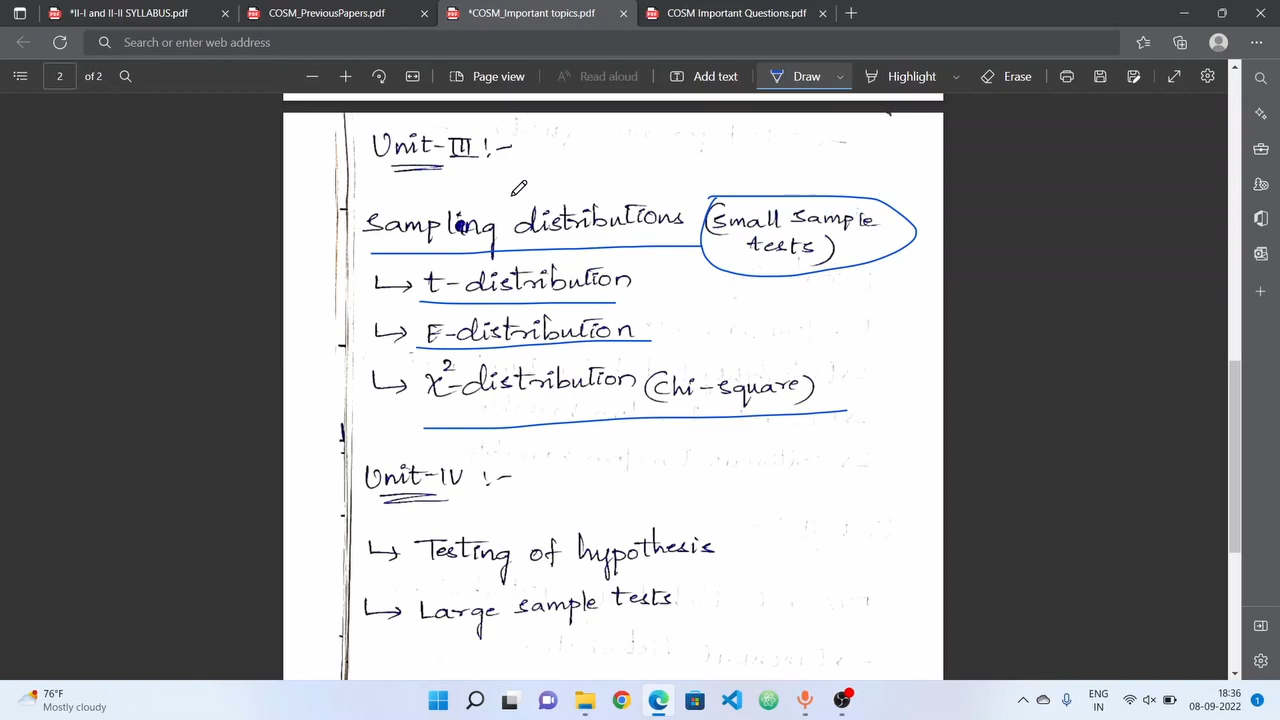 *II-I and II-II SYLLABUS.pdf
COSM_PreviousPapers.pdf
*COSM_Important topics.pdf
COSM Important Questions.pdf
Search or enter web address
2 of 2
Page view
Read aloud
Add text
Draw
Highlight
Erase
Unit-III :-
Sampling distributions (Small Sample
tests)
↳ t-distribution
↳ F-distribution
↳ χ²-distribution (Chi-square)
Unit-IV :-
↳ Testing of hypothesis
↳ Large sample tests.
76°F
Mostly cloudy
ENG
IN
18:36
08-09-2022
1